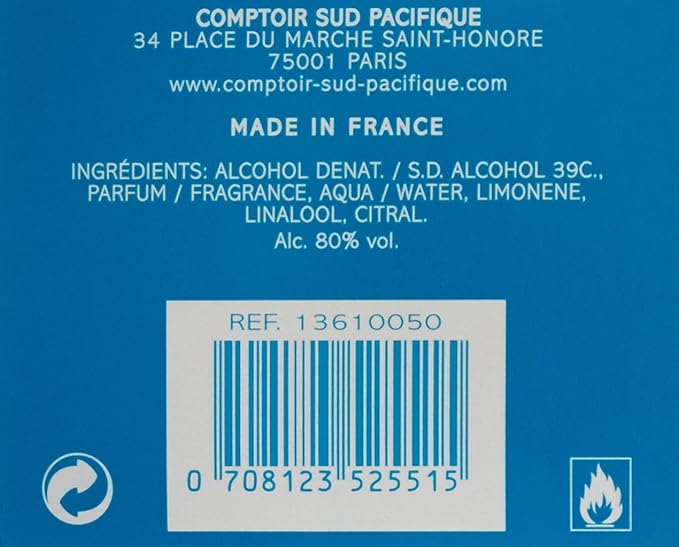 COMPTOIR SUD PACIFIQUE
34 PLACE DU MARCHE SAINT-HONORE
75001 PARIS
www.comptoir-sud-pacifique.com
MADE IN FRANCE
INGRÉDIENTS: ALCOHOL DENAT. / S.D. ALCOHOL 39C.,
PARFUM / FRAGRANCE, AQUA / WATER, LIMONENE,
LINALOOL, CITRAL.
Alc. 80% vol.
REF. 13610050
0 708123 525515